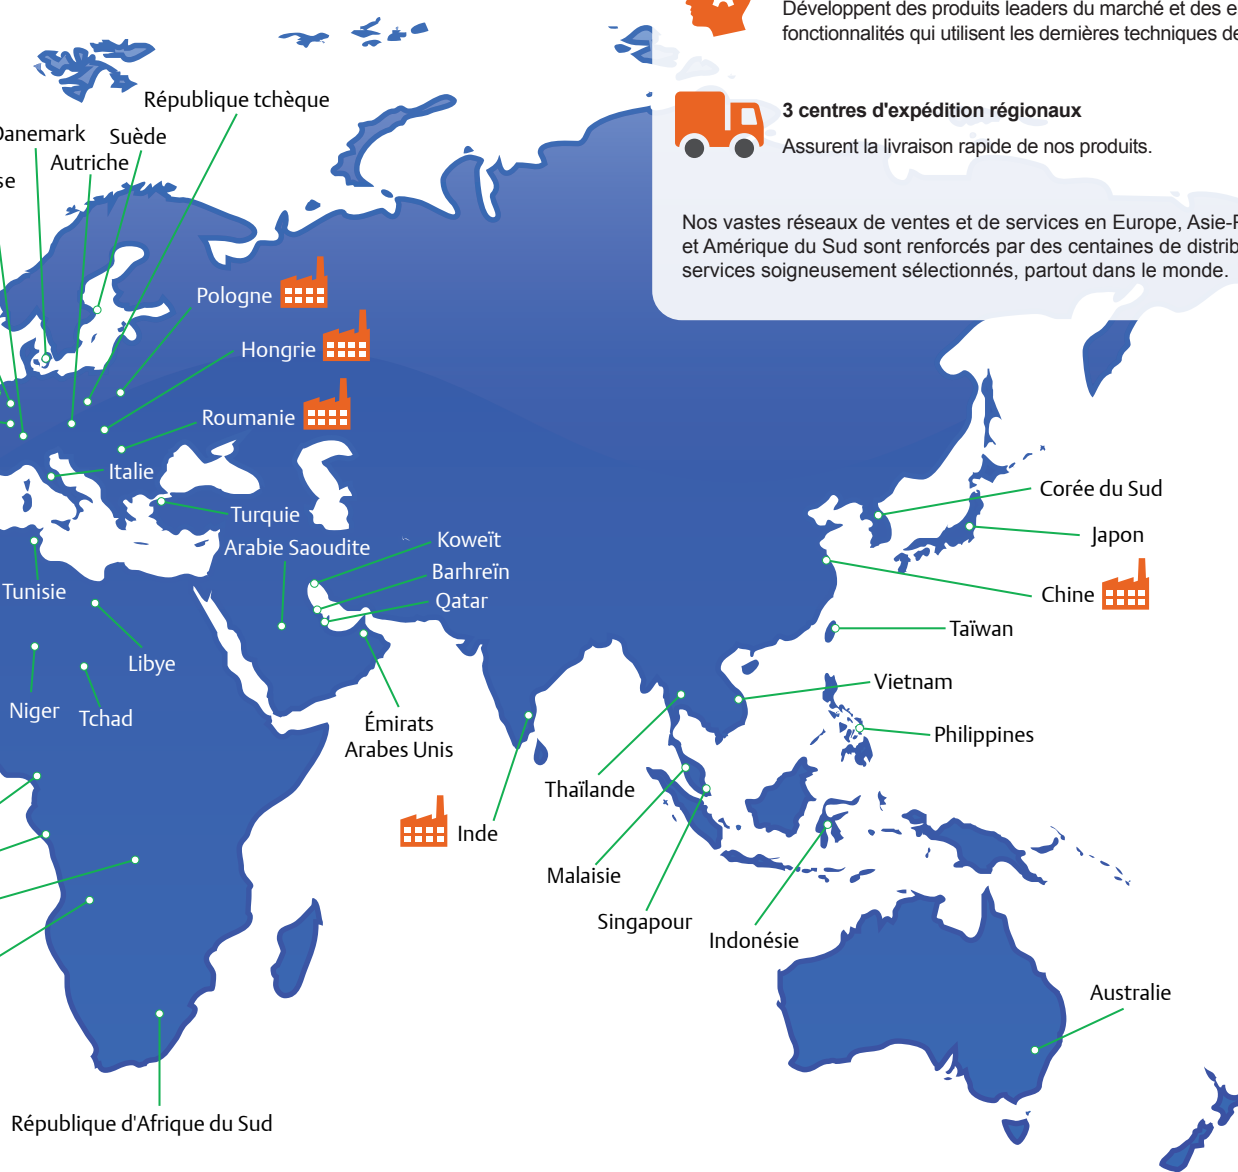 Développent des produits leaders du marché et des
fonctionnalités qui utilisent les dernières techniques
3 centres d'expédition régionaux
Assurent la livraison rapide de nos produits.
Nos vastes réseaux de ventes et de services en Europe,
et Amérique du Sud sont renforcés par des centaines de
services soigneusement sélectionnés, partout dans le monde.
République tchèque
Danemark
Suède
Autriche
Pologne
Hongrie
Roumanie
Italie
Turquie
Arabie Saoudite
Koweït
Barhreïn
Qatar
Tunisie
Libye
Niger
Tchad
Émirats
Arabes Unis
Inde
Thaïlande
Malaisie
Singapour
Indonésie
Corée du Sud
Japon
Chine
Taïwan
Vietnam
Philippines
Australie
République d'Afrique du Sud